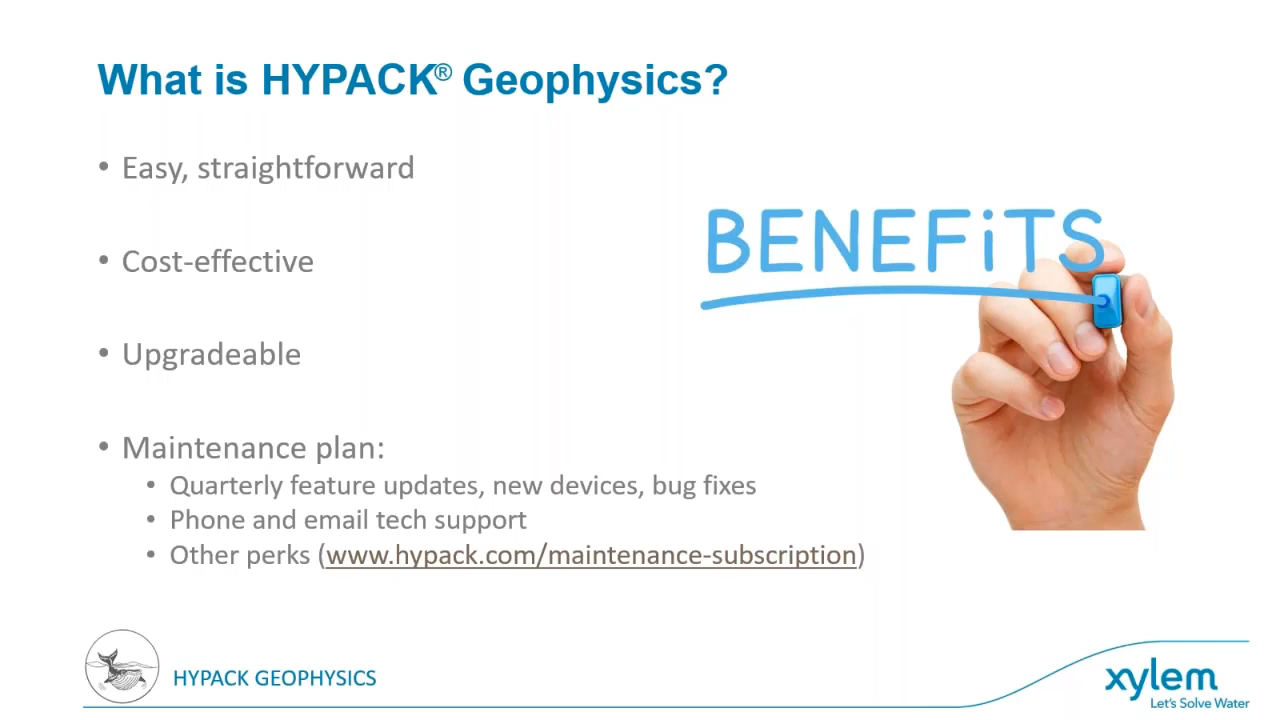 What is HYPACK® Geophysics?
• Easy, straightforward
• Cost-effective
• Upgradeable
• Maintenance plan:
• Quarterly feature updates, new devices, bug fixes
• Phone and email tech support
• Other perks (www.hypack.com/maintenance-subscription)
BENEFiTS
HYPACK GEOPHYSICS
xylem
Let's Solve Water